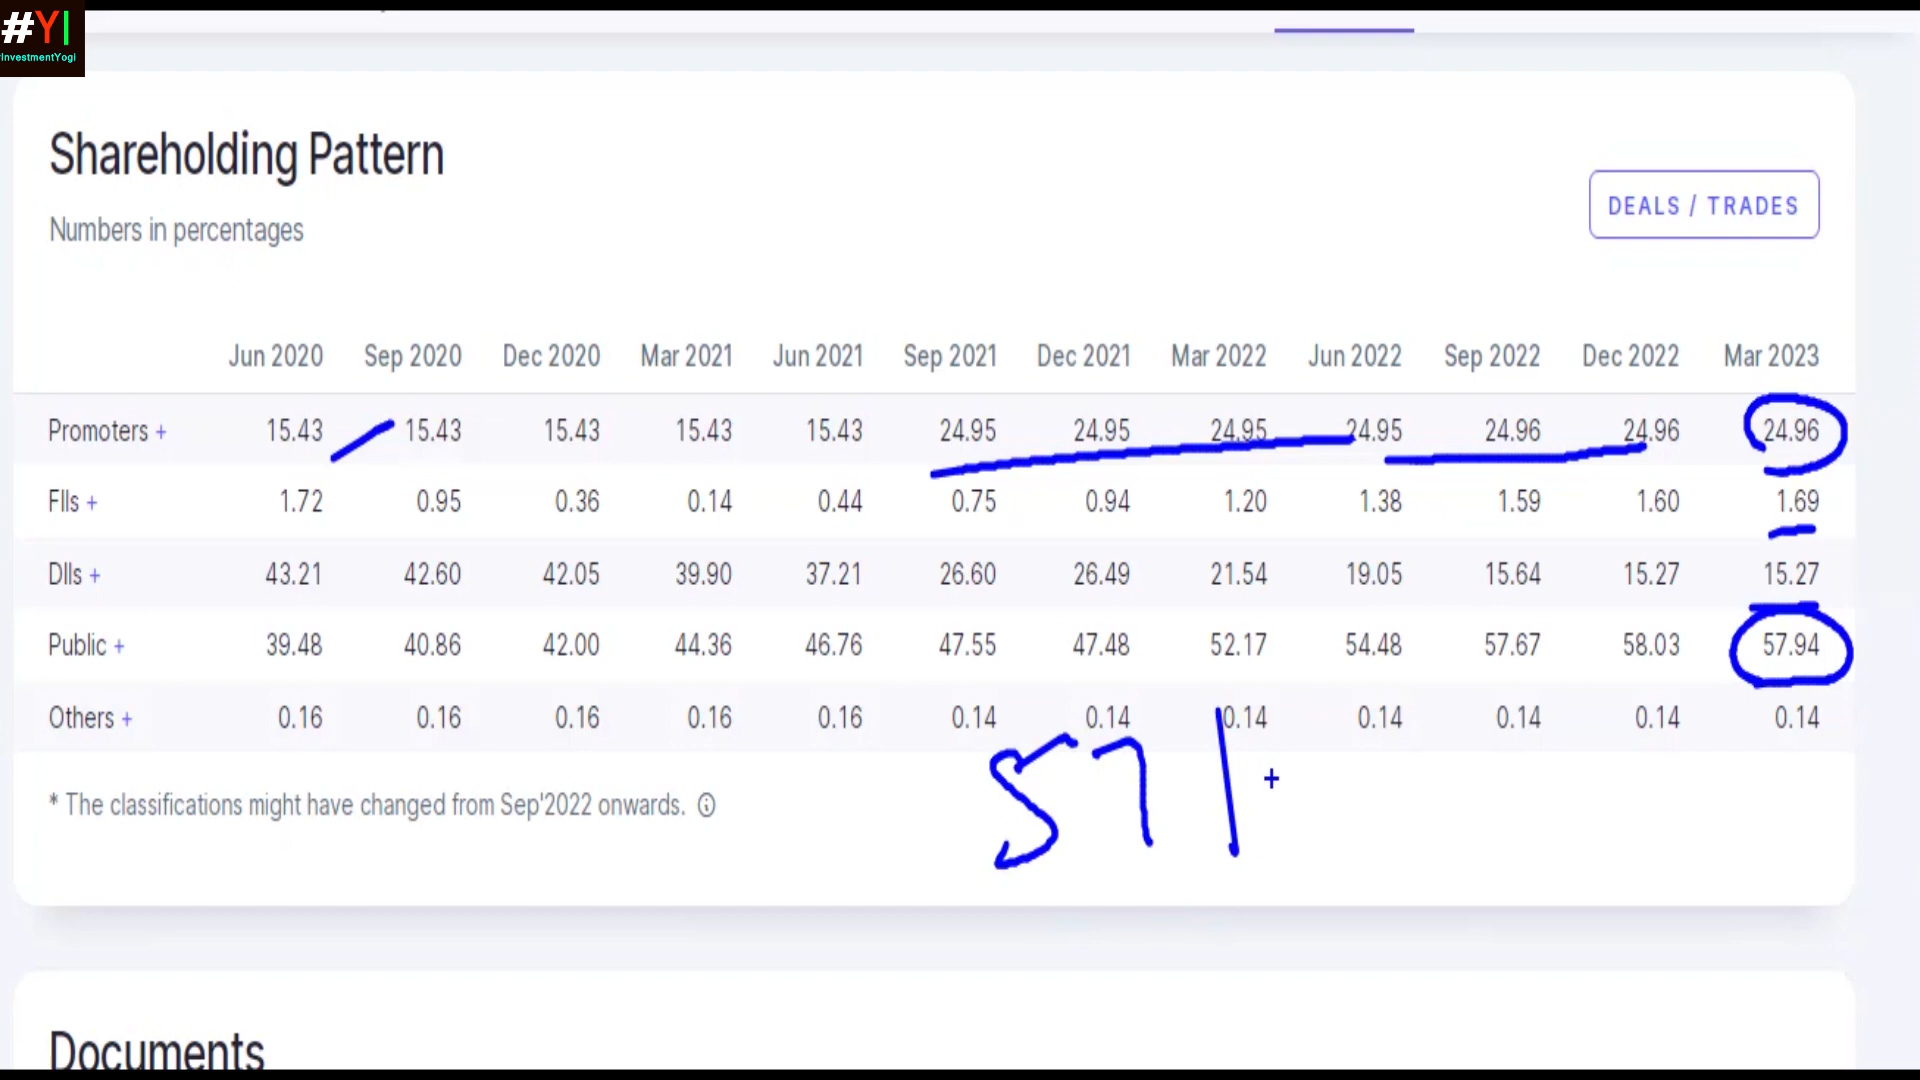 #YI
InvestmentYogi
Shareholding Pattern
Numbers in percentages
DEALS / TRADES
Jun 2020 Sep 2020 Dec 2020 Mar 2021 Jun 2021 Sep 2021 Dec 2021 Mar 2022 Jun 2022 Sep 2022 Dec 2022 Mar 2023
Promoters + 15.43 15.43 15.43 15.43 15.43 24.95 24.95 24.95 24.95 24.96 24.96 24.96
FIIs + 1.72 0.95 0.36 0.14 0.44 0.75 0.94 1.20 1.38 1.59 1.60 1.69
DIIs + 43.21 42.60 42.05 39.90 37.21 26.60 26.49 21.54 19.05 15.64 15.27 15.27
Public + 39.48 40.86 42.00 44.36 46.76 47.55 47.48 52.17 54.48 57.67 58.03 57.94
Others + 0.16 0.16 0.16 0.16 0.16 0.14 0.14 0.14 0.14 0.14 0.14 0.14
57
* The classifications might have changed from Sep'2022 onwards.
Documents